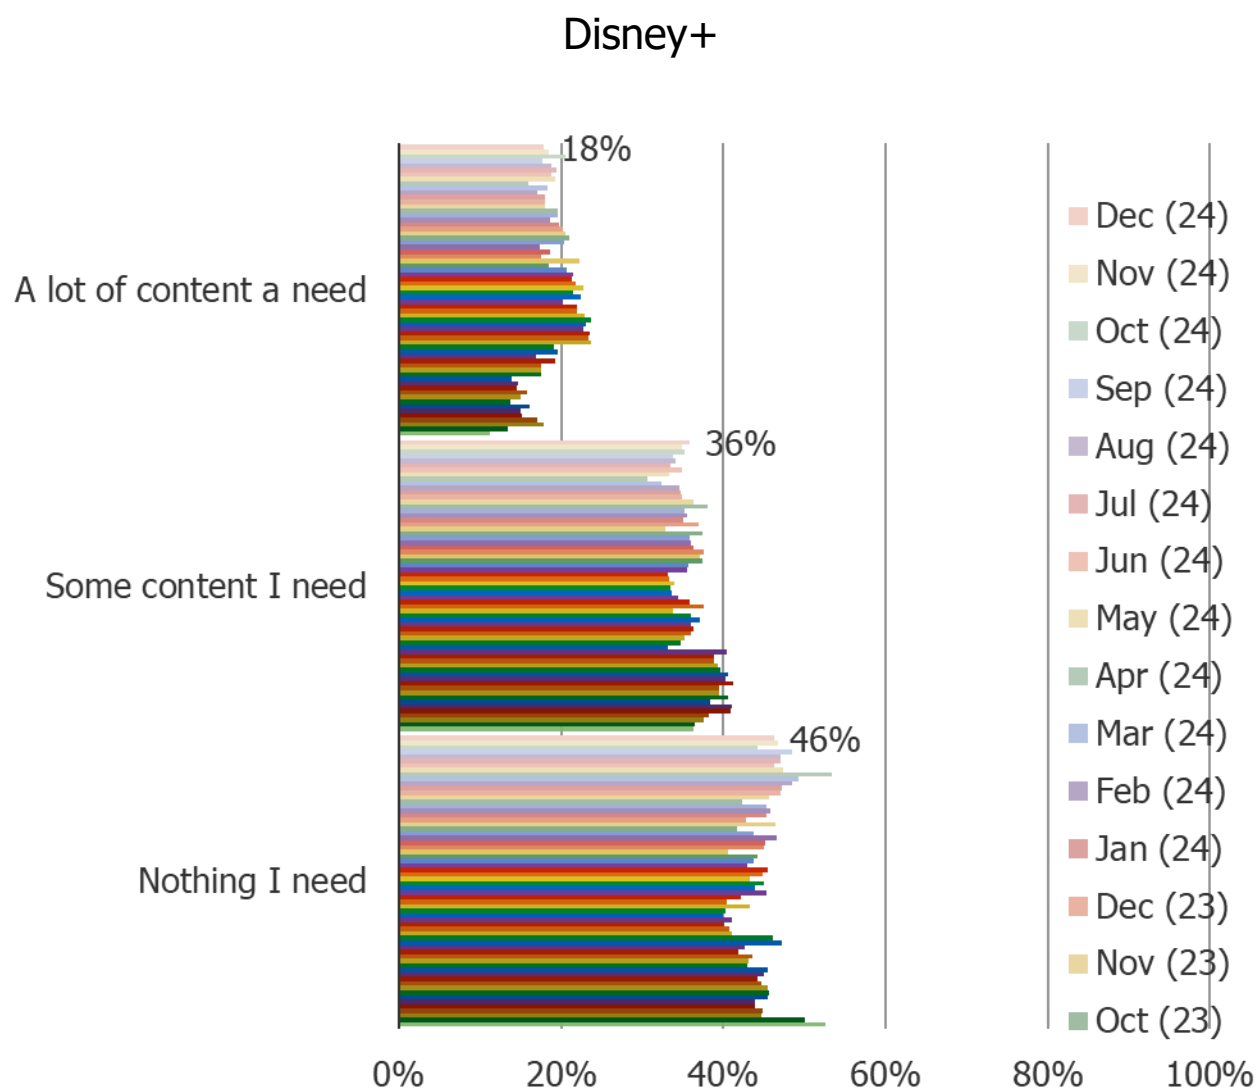 Disney+
18%
A lot of content a need
36%
Some content I need
46%
Nothing I need
0%
20%
40%
60%
80%
100%
Dec (24)
Nov (24)
Oct (24)
Sep (24)
Aug (24)
Jul (24)
Jun (24)
May (24)
Apr (24)
Mar (24)
Feb (24)
Jan (24)
Dec (23)
Nov (23)
Oct (23)